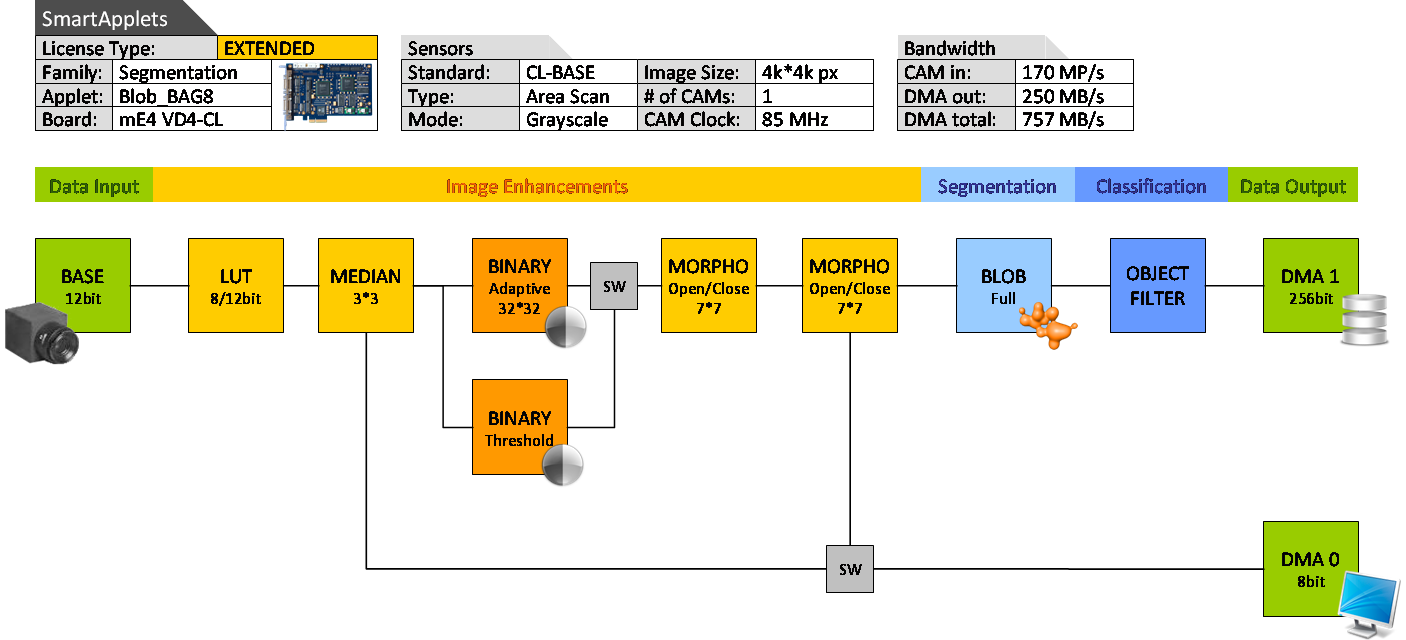 SmartApplets
License Type: EXTENDED
Family: Segmentation
Applet: Blob_BAG8
Board: mE4 VD4-CL
Sensors
Standard: CL-BASE Image Size: 4k*4k px
Type: Area Scan # of CAMs: 1
Mode: Grayscale CAM Clock: 85 MHz
Bandwidth
CAM in: 170 MP/s
DMA out: 250 MB/s
DMA total: 757 MB/s
Data Input Image Enhancements Segmentation Classification Data Output
BASE
12bit
LUT
8/12bit
MEDIAN
3*3
BINARY
Adaptive
32*32
SW
MORPHO
Open/Close
7*7
MORPHO
Open/Close
7*7
BLOB
Full
OBJECT
FILTER
DMA 1
256bit
BINARY
Threshold
SW
DMA 0
8bit